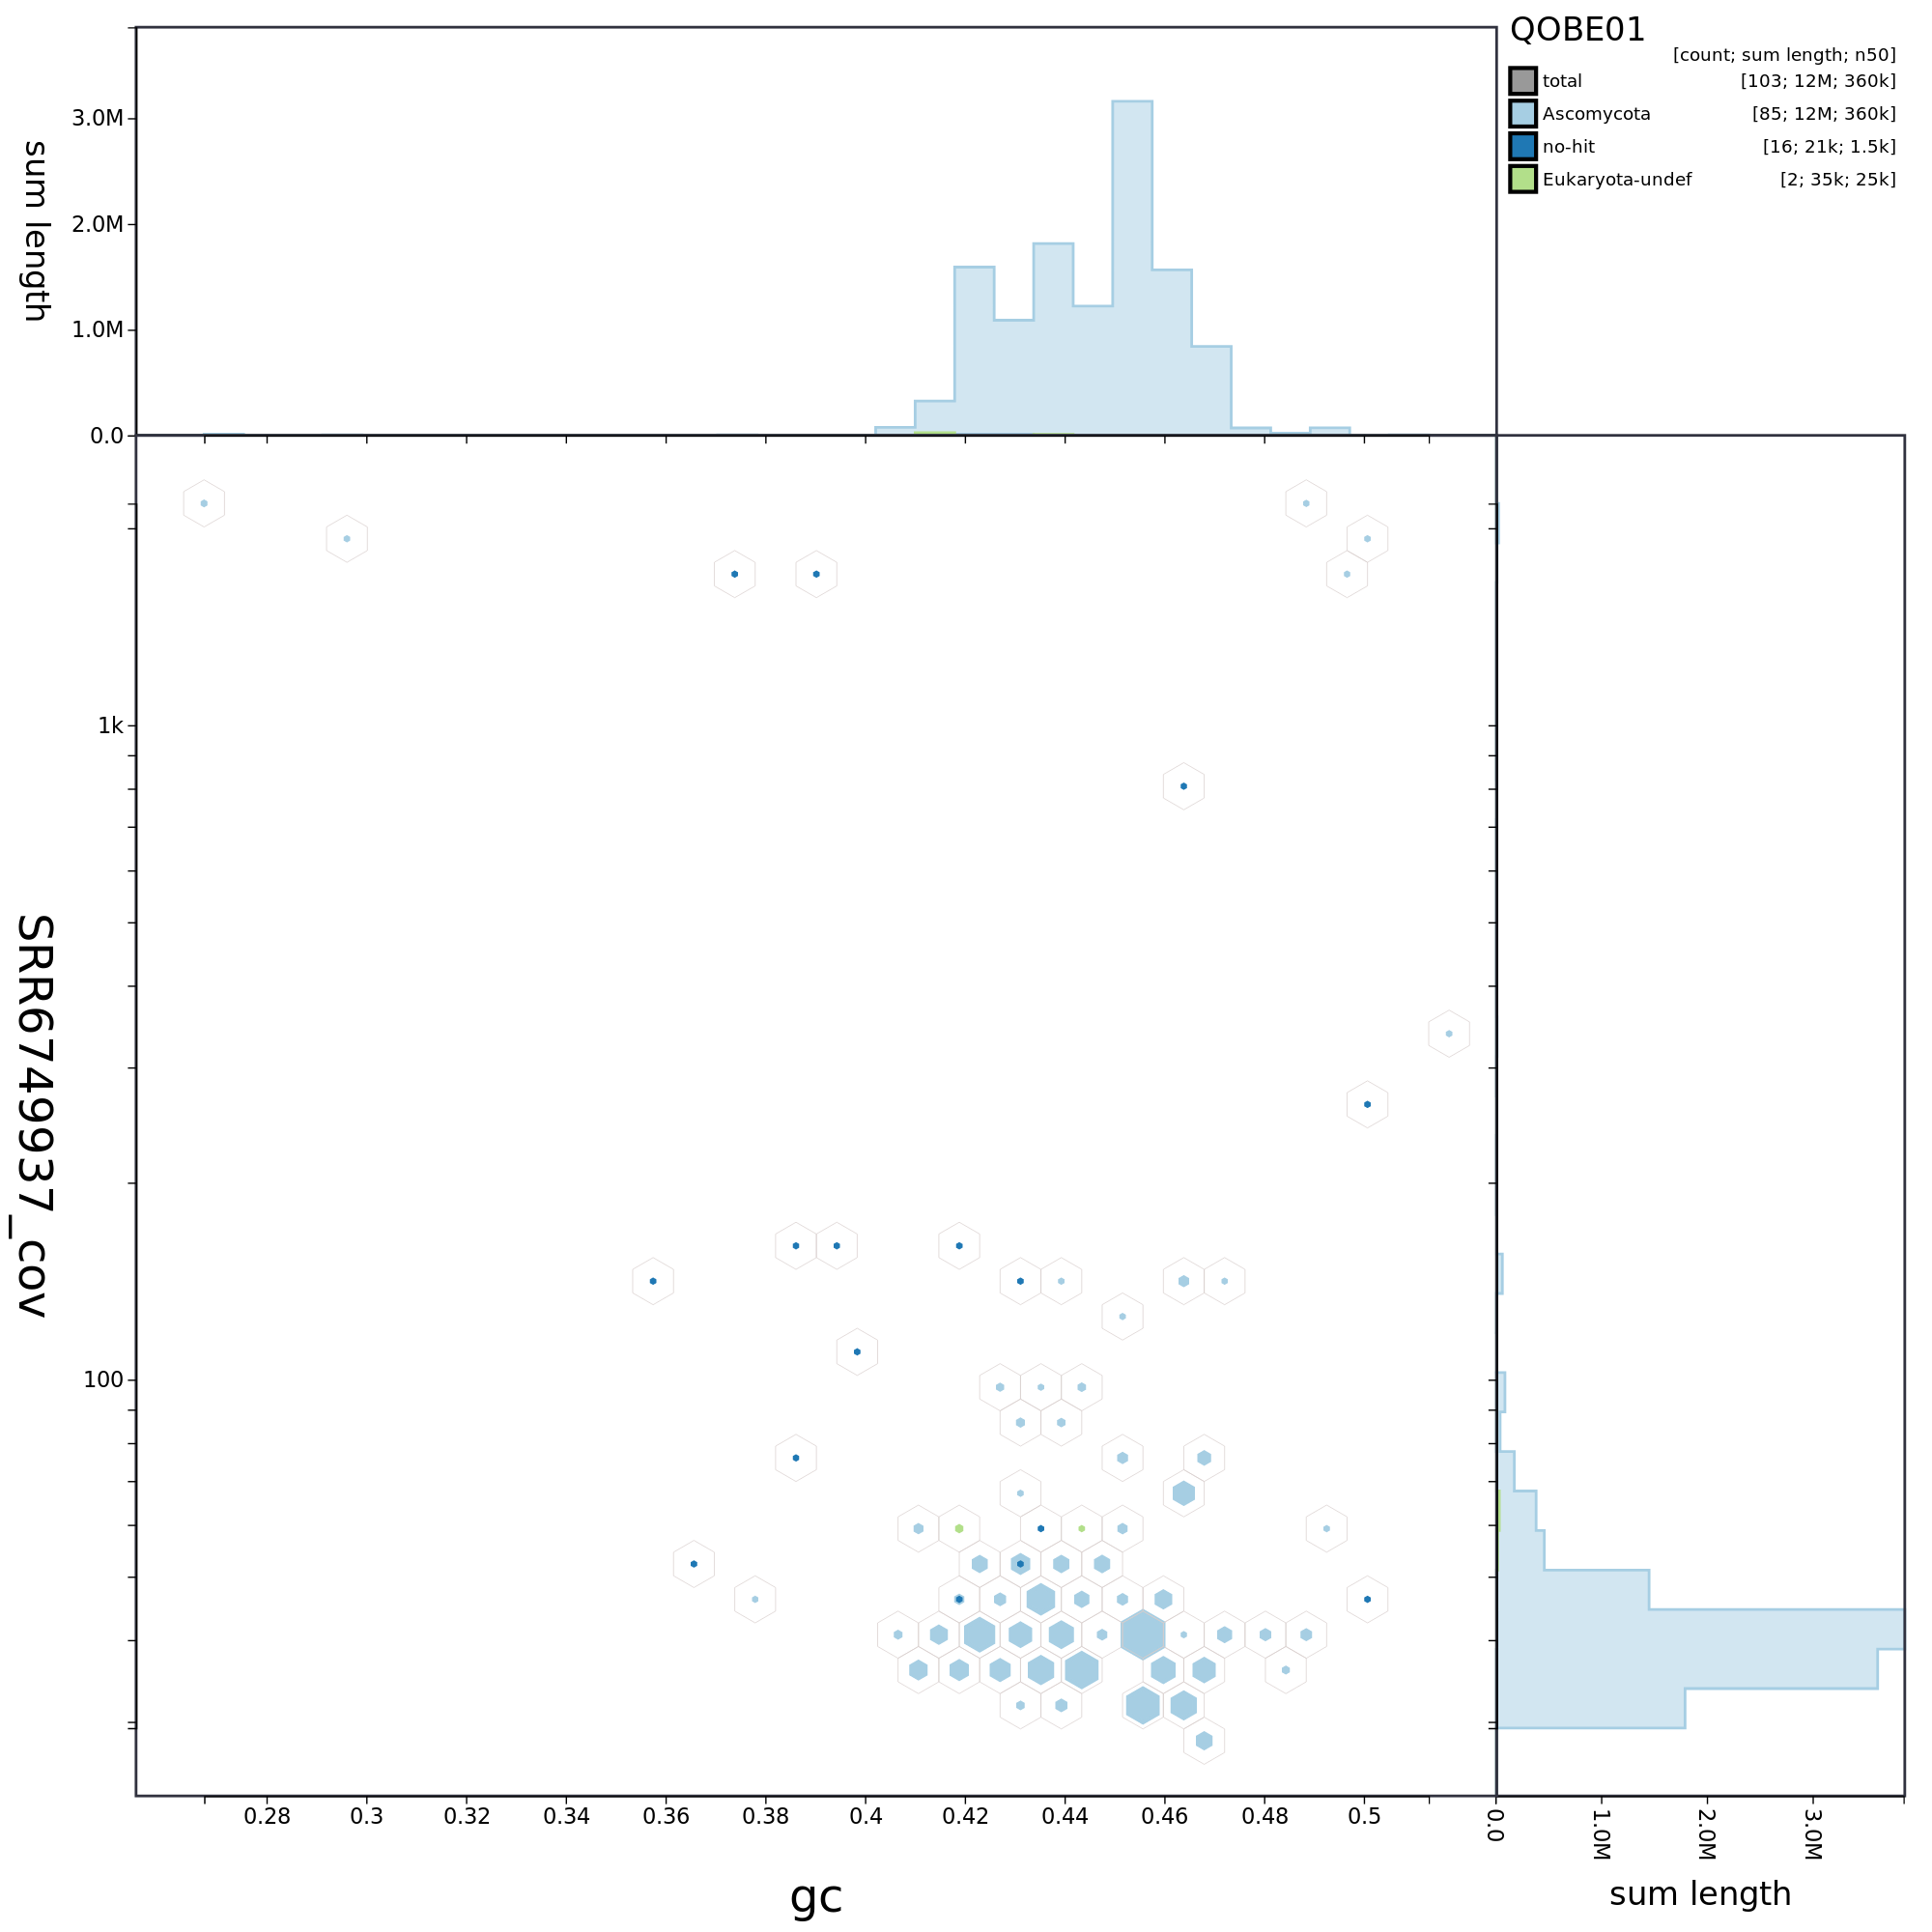 QOBE01
[count; sum length; n50]
total [103; 12M; 360k]
Ascomycota [85; 12M; 360k]
no-hit [16; 21k; 1.5k]
Eukaryota-undef [2; 35k; 25k]
sum length
3.0M
2.0M
1.0M
0.0
SRR6749937_cov
1k
100
0.28 0.3 0.32 0.34 0.36 0.38 0.4 0.42 0.44 0.46 0.48 0.5
gc
0.0 1.0M 2.0M 3.0M
sum length